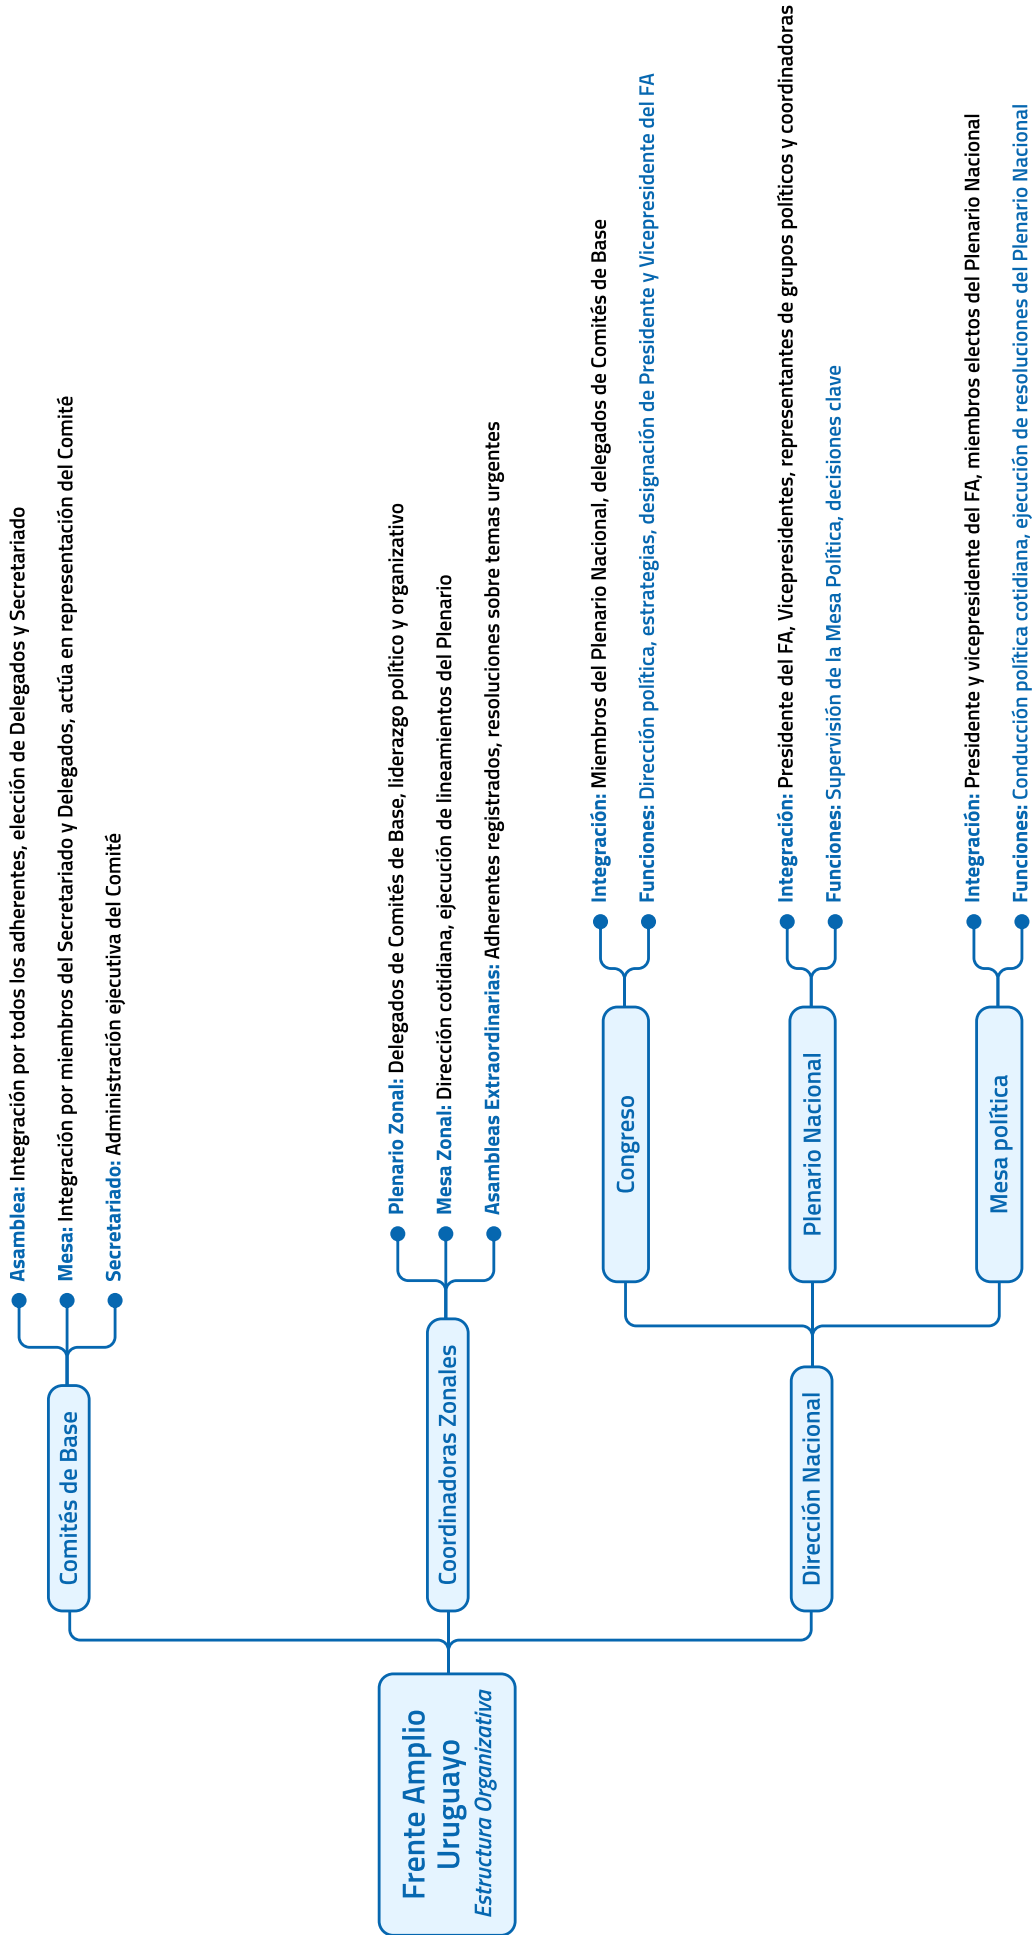 Frente Amplio
Uruguayo
Estructura Organizativa
Comités de Base
Asamblea: Integración por todos los adherentes, elección de Delegados y Secretariado
Mesa: Integración por miembros del Secretariado y Delegados, actúa en representación del Comité
Secretariado: Administración ejecutiva del Comité
Coordinadoras Zonales
Plenario Zonal: Delegados de Comités de Base, liderazgo político y organizativo
Mesa Zonal: Dirección cotidiana, ejecución de lineamientos del Plenario
Asambleas Extraordinarias: Adherentes registrados, resoluciones sobre temas urgentes
Dirección Nacional
Congreso
Integración: Miembros del Plenario Nacional, delegados de Comités de Base
Funciones: Dirección política, estrategias, designación de Presidente y Vicepresidente del FA
Plenario Nacional
Integración: Presidente del FA, Vicepresidentes, representantes de grupos políticos y coordinadoras
Funciones: Supervisión de la Mesa Política, decisiones clave
Mesa política
Integración: Presidente y vicepresidente del FA, miembros electos del Plenario Nacional
Funciones: Conducción política cotidiana, ejecución de resoluciones del Plenario Nacional